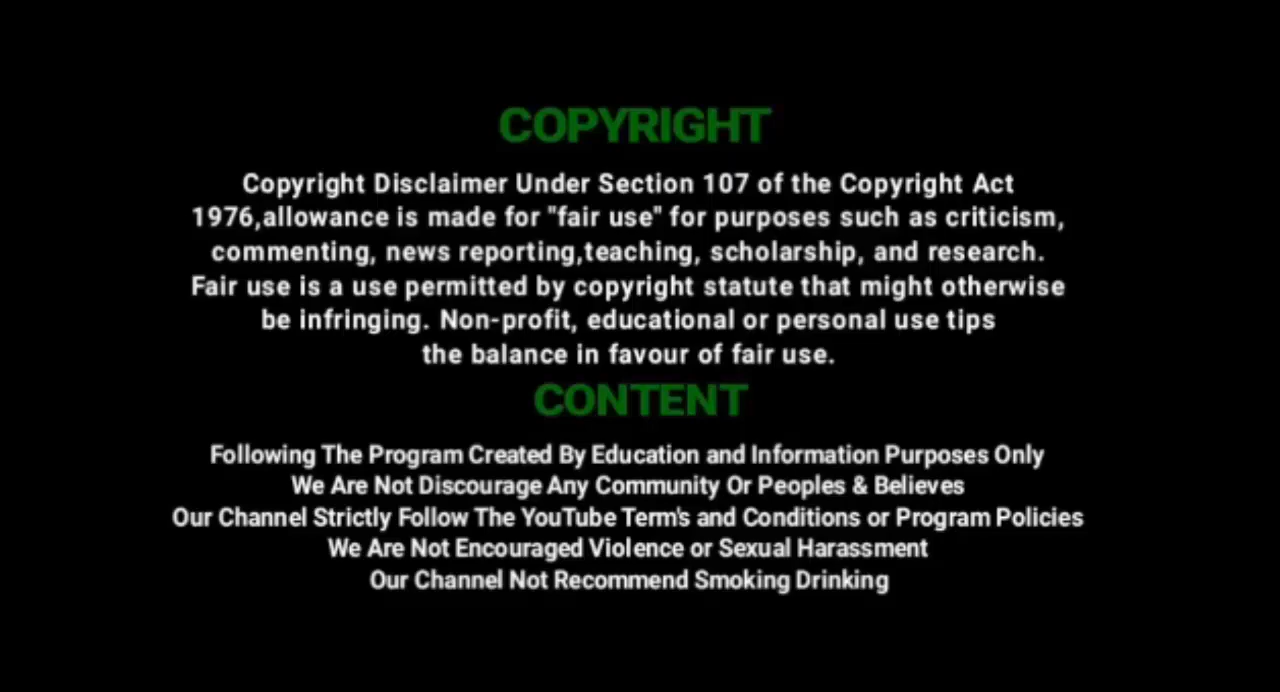 COPYRIGHT
Copyright Disclaimer Under Section 107 of the Copyright Act
1976,allowance is made for "fair use" for purposes such as criticism,
commenting, news reporting,teaching, scholarship, and research.
Fair use is a use permitted by copyright statute that might otherwise
be infringing. Non-profit, educational or personal use tips
the balance in favour of fair use.
CONTENT
Following The Program Created By Education and Information Purposes Only
We Are Not Discourage Any Community Or Peoples & Believes
Our Channel Strictly Follow The YouTube Term's and Conditions or Program Policies
We Are Not Encouraged Violence or Sexual Harassment
Our Channel Not Recommend Smoking Drinking